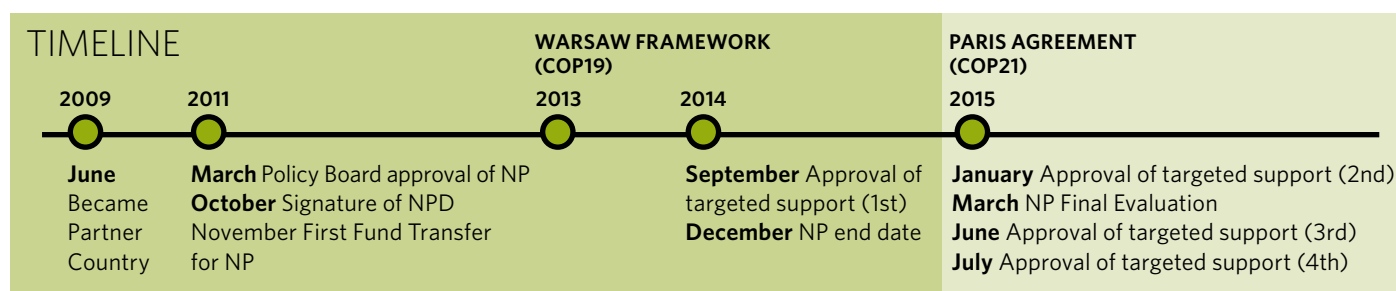 TIMELINE
WARSAW FRAMEWORK
(COP19)
PARIS AGREEMENT
(COP21)
2009
2011
2013
2014
2015
June
Became
Partner
Country
March Policy Board approval of NP
October Signature of NPD
November First Fund Transfer
for NP
September Approval of
targeted support (1st)
December NP end date
January Approval of targeted support (2nd)
March NP Final Evaluation
June Approval of targeted support (3rd)
July Approval of targeted support (4th)